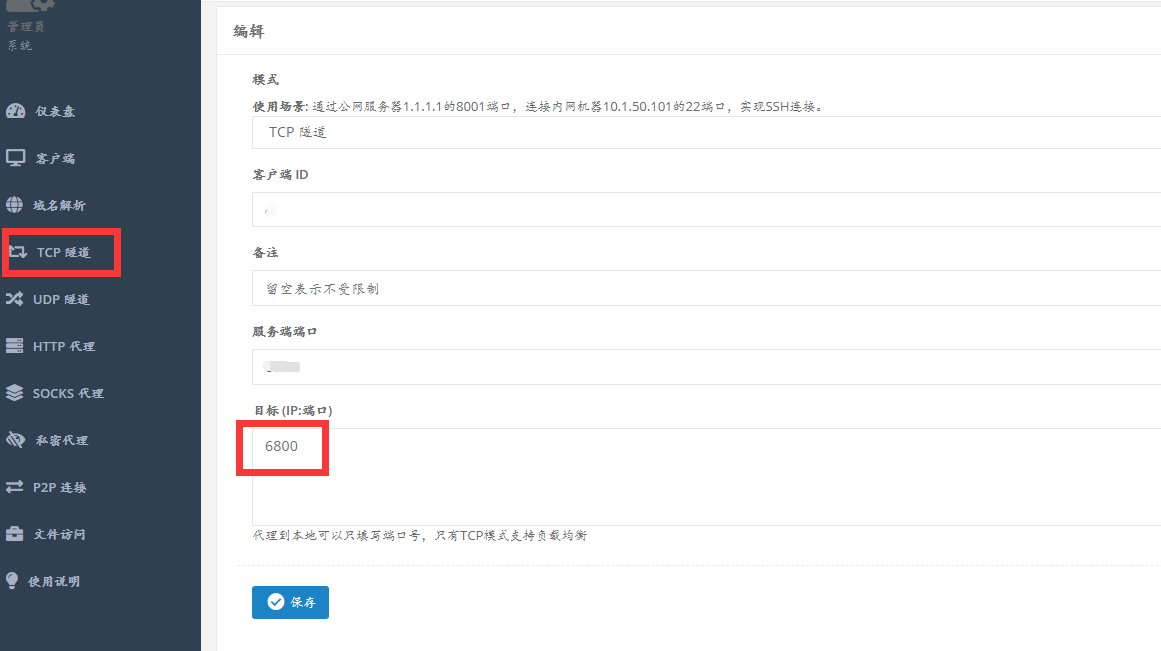 管理员
系统
仪表盘
客户端
域名解析
TCP 隧道
UDP 隧道
HTTP 代理
SOCKS 代理
私密代理
P2P 连接
文件访问
使用说明
编辑
模式
使用场景: 通过公网服务器1.1.1.1的8001端口，连接内网机器10.1.50.101的22端口，实现SSH连接。
TCP 隧道
客户端 ID
备注
留空表示不受限制
服务端端口
目标 (IP:端口)
6800
代理到本地可以只填写端口号，只有TCP模式支持负载均衡
保存